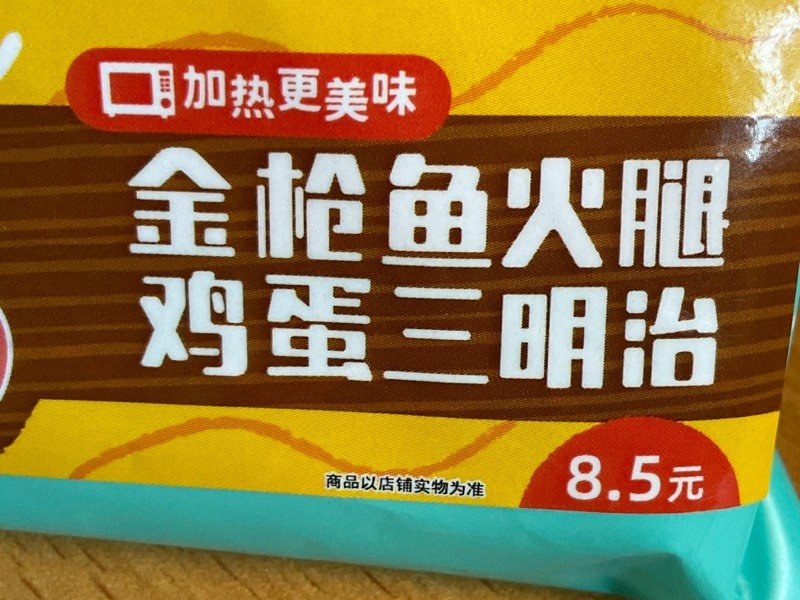 加热更美味
金枪鱼火腿
鸡蛋三明治
商品以店铺实物为准
8.5元